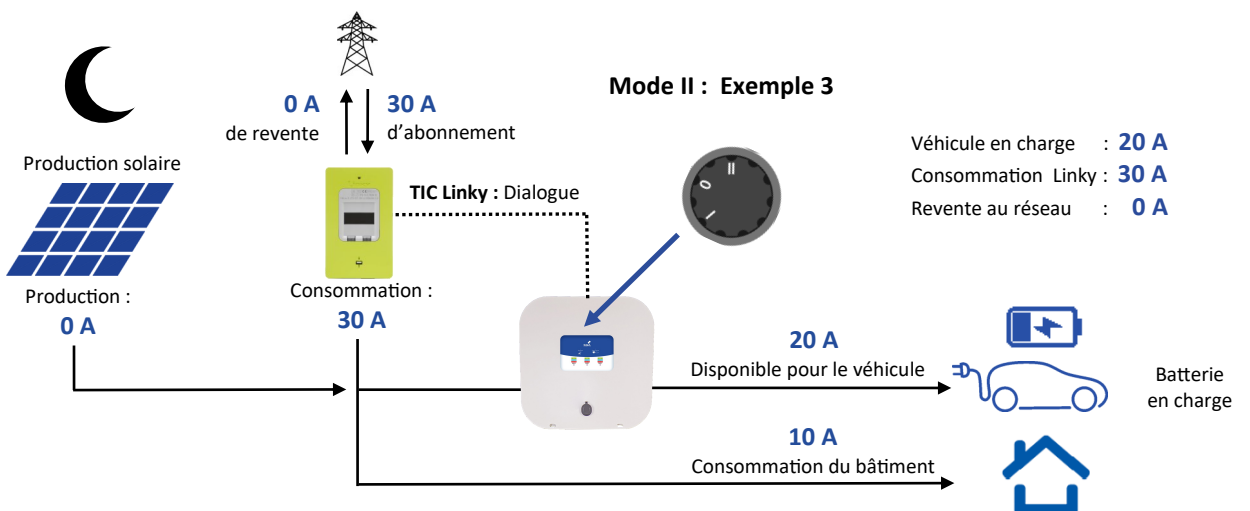 Mode II : Exemple 3
0 A
de revente
30 A
d'abonnement
Production solaire
TIC Linky : Dialogue
I
0
II
Véhicule en charge : 20 A
Consommation Linky : 30 A
Revente au réseau : 0 A
Production :
0 A
Consommation :
30 A
20 A
Disponible pour le véhicule
Batterie
en charge
10 A
Consommation du bâtiment